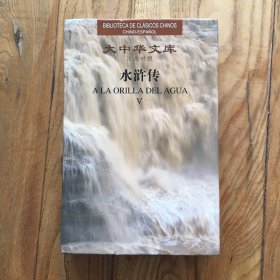 BIBLIOTECA DE CLÁSICOS CHINOS
CHINO-ESPAÑOL
大中华文库
汉西对照
水浒传
A LA ORILLA DEL AGUA
V